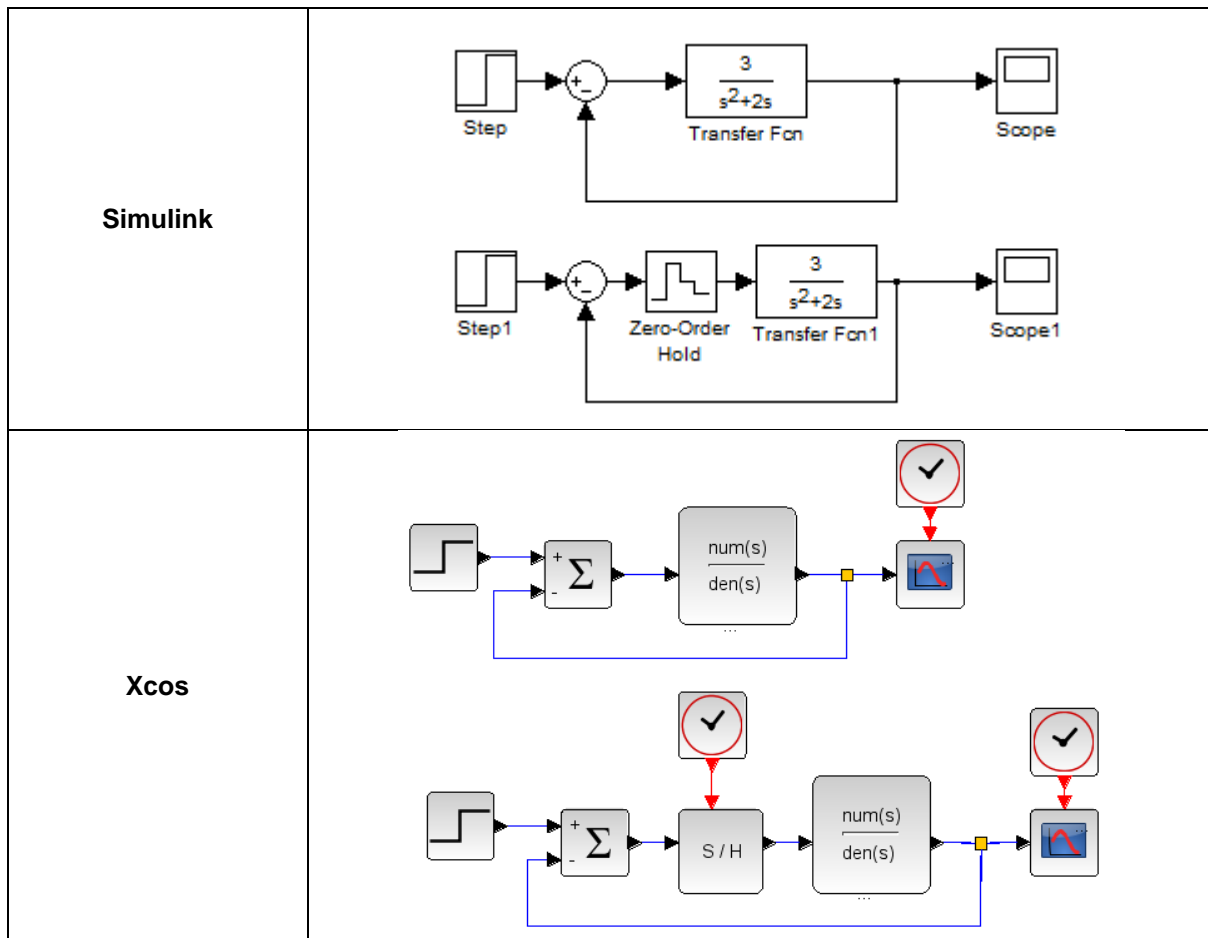 Simulink
+
-
3
s²+2s
Step
Transfer Fcn
Scope
+
-
3
s²+2s
Step1
Zero-Order
Hold
Transfer Fcn1
Scope1
Xcos
+
-
Σ
num(s)
den(s)
...
...
+
-
Σ
S / H
num(s)
den(s)
...
...